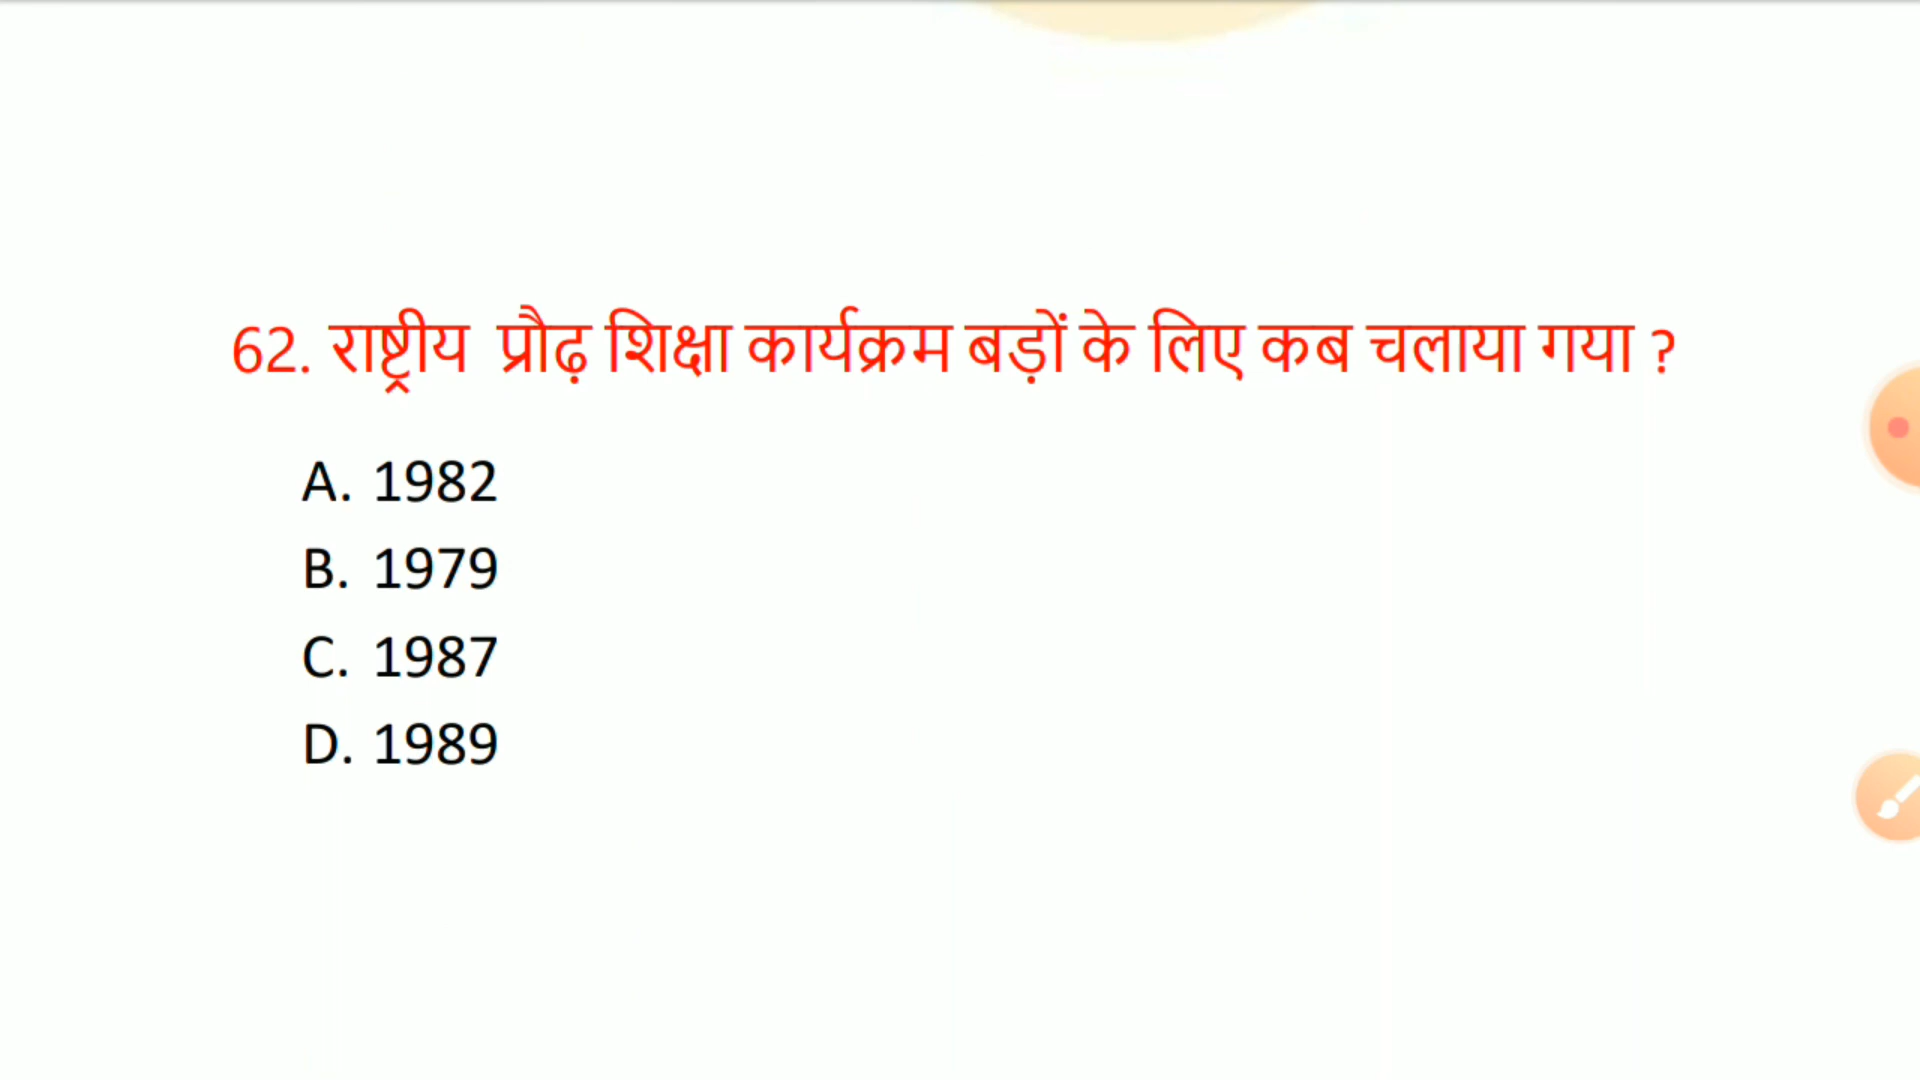 62. राष्ट्रीय प्रौढ़ शिक्षा कार्यक्रम बड़ों के लिए कब चलाया गया ?
A. 1982
B. 1979
C. 1987
D. 1989